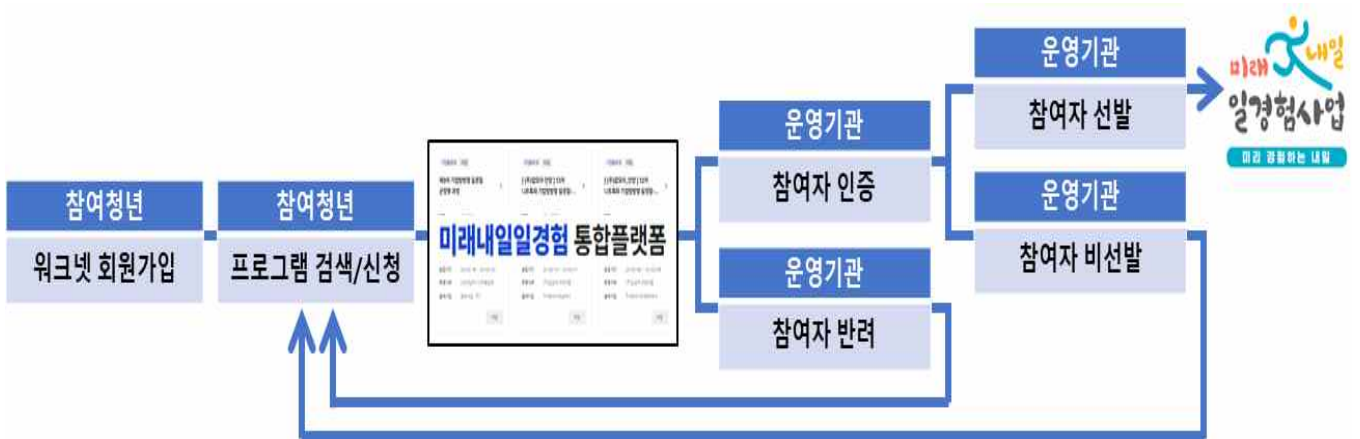 참여청년
워크넷 회원가입
참여청년
프로그램 검색/신청
미래내일일경험 통합플랫폼
운영기관
참여자 인증
운영기관
참여자 반려
운영기관
참여자 선발
운영기관
참여자 비선발
미래 내일
일경험사업
미리 경험하는 내일